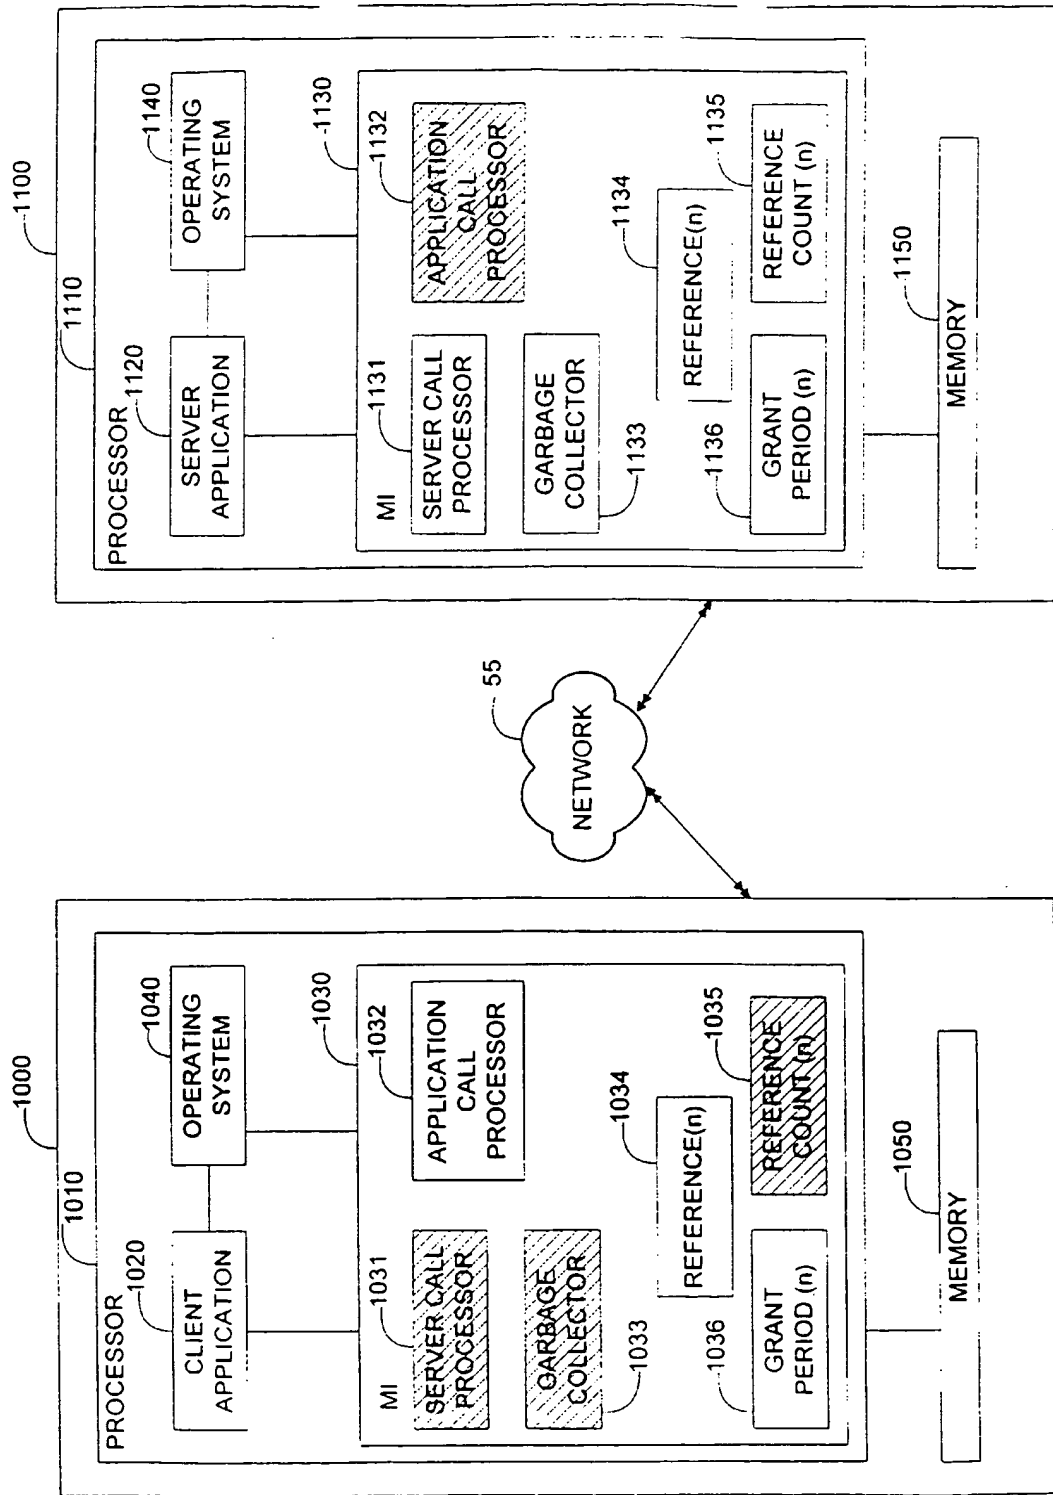 1000
1010
PROCESSOR
1020
CLIENT
APPLICATION
1040
OPERATING
SYSTEM
1030
MI
1031
SERVER CALL
PROCESSOR
1032
APPLICATION
CALL
PROCESSOR
GARBAGE
COLLECTOR
1033
1034
REFERENCE(n)
1035
REFERENCE
COUNT (n)
1036
GRANT
PERIOD (n)
1050
MEMORY
55
NETWORK
1100
1110
PROCESSOR
1120
SERVER
APPLICATION
1140
OPERATING
SYSTEM
1130
MI
1131
SERVER CALL
PROCESSOR
1132
APPLICATION
CALL
PROCESSOR
GARBAGE
COLLECTOR
1133
1134
REFERENCE(n)
1135
REFERENCE
COUNT (n)
1136
GRANT
PERIOD (n)
1150
MEMORY